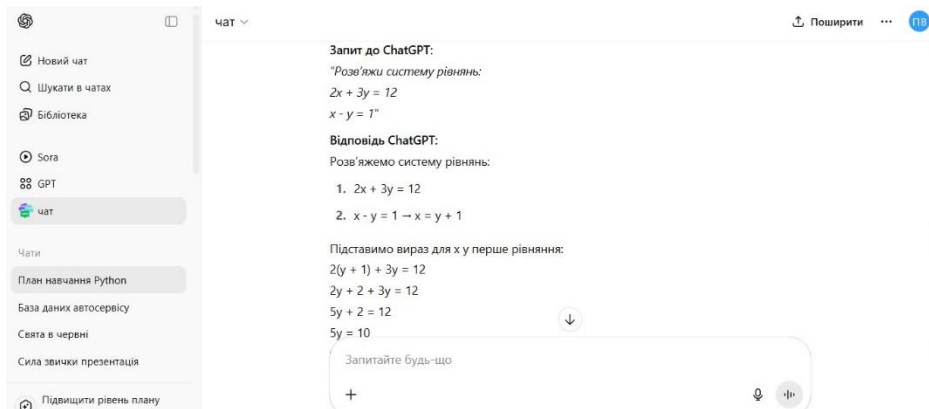 чат
Поширити
ПВ
Новий чат
Шукати в чатах
Бібліотека
Sora
GPT
чат
Чати
План навчання Python
База даних автосервісу
Свята в червні
Сила звички презентація
Підвищити рівень плану
Запит до ChatGPT:
"Розв'яжи систему рівнянь:
2x + 3y = 12
x - y = 1"
Відповідь ChatGPT:
Розв'яжемо систему рівнянь:
1. 2x + 3y = 12
2. x - y = 1 → x = y + 1
Підставимо вираз для x у перше рівняння:
2(y + 1) + 3y = 12
2y + 2 + 3y = 12
5y + 2 = 12
5y = 10
Запитайте будь-що